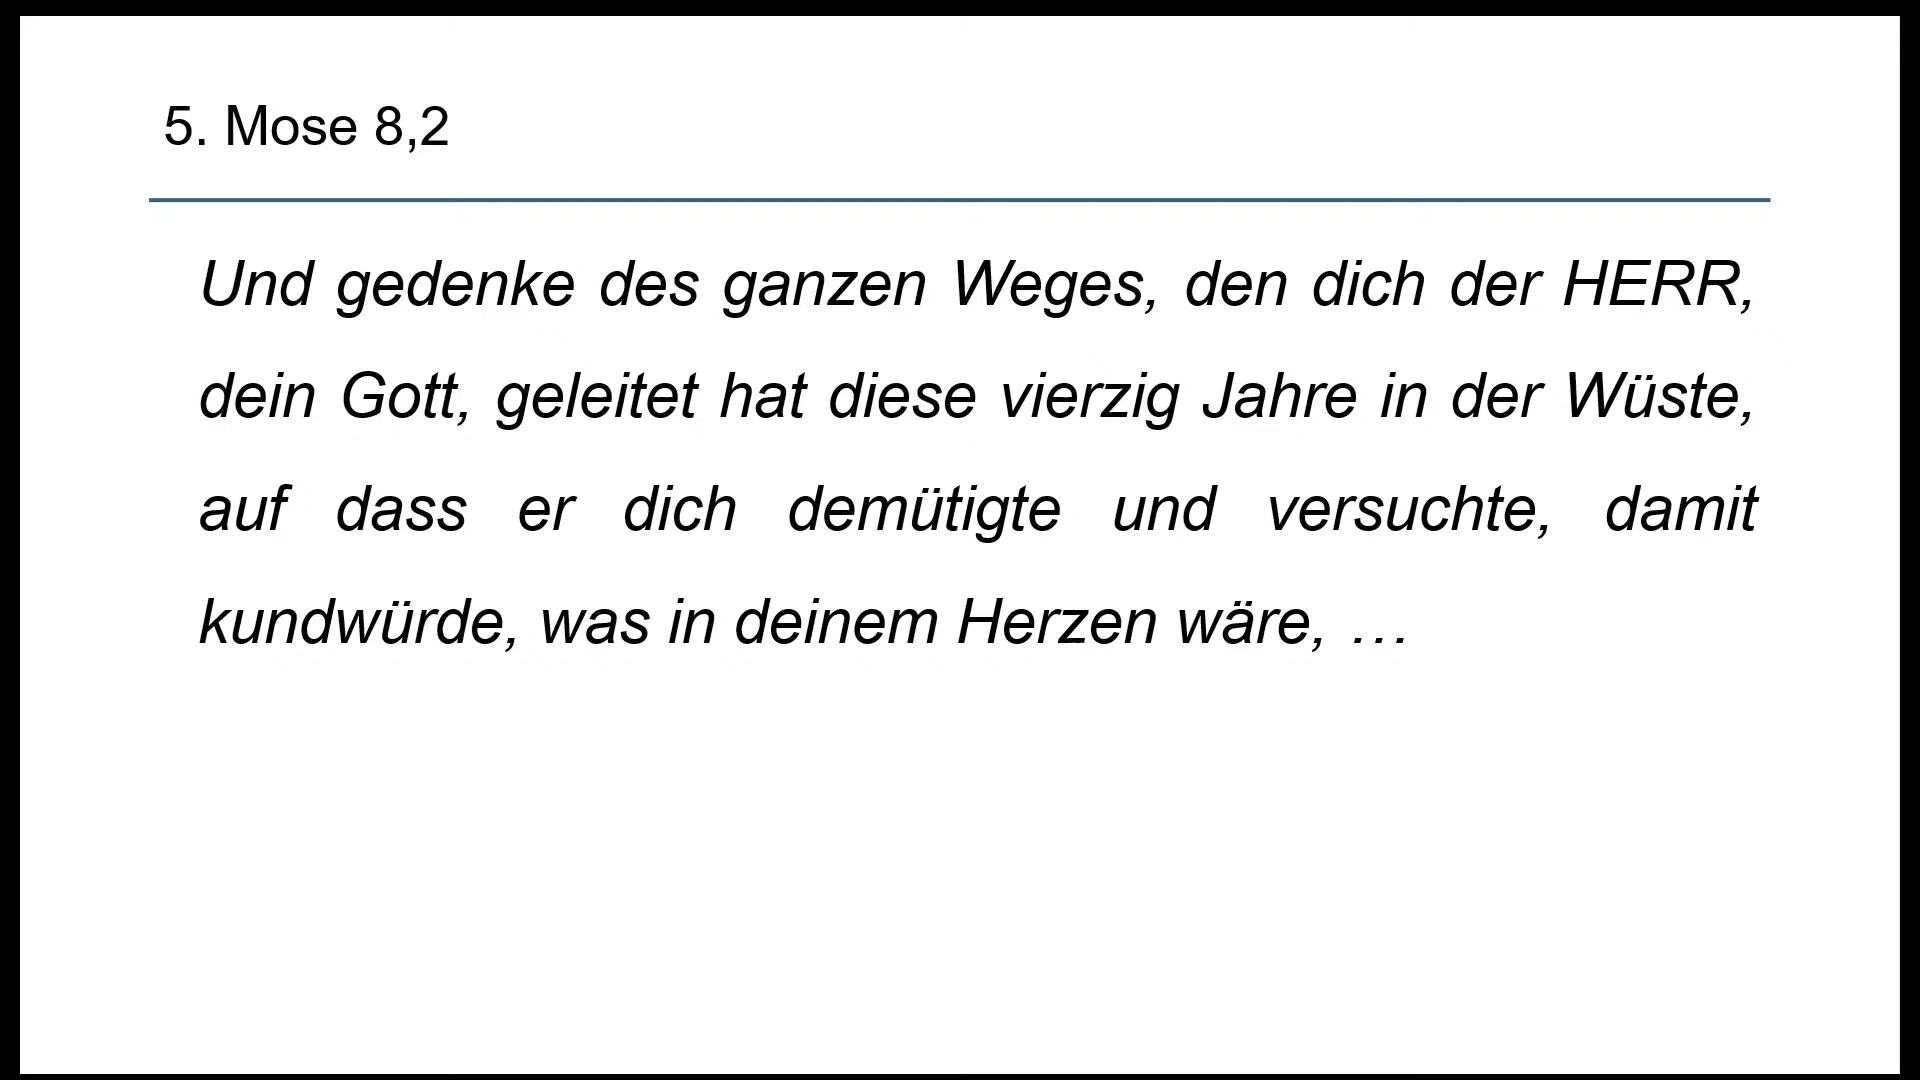 5. Mose 8,2
Und gedenke des ganzen Weges, den dich der HERR,
dein Gott, geleitet hat diese vierzig Jahre in der Wüste,
auf dass er dich demütigte und versuchte, damit
kundwürde, was in deinem Herzen wäre, …